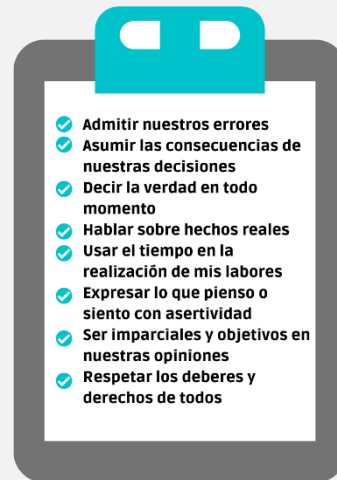 Admitir nuestros errores
Asumir las consecuencias de
nuestras decisiones
Decir la verdad en todo
momento
Hablar sobre hechos reales
Usar el tiempo en la
realización de mis labores
Expresar lo que pienso o
siento con asertividad
Ser imparciales y objetivos en
nuestras opiniones
Respetar los deberes y
derechos de todos